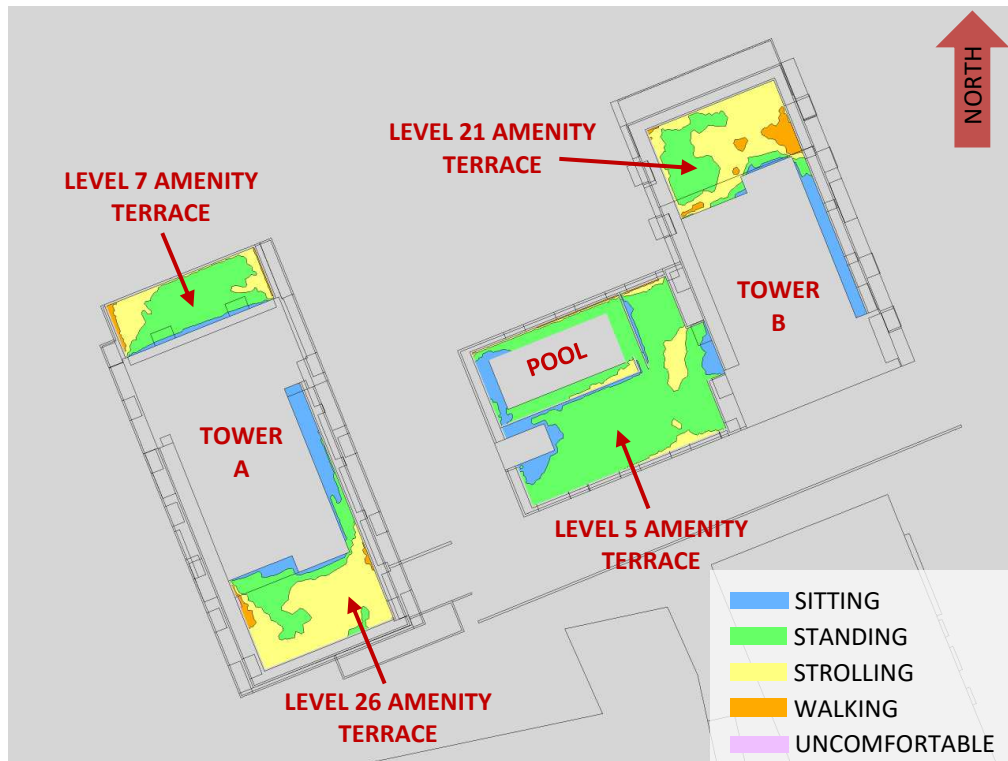 NORTH
LEVEL 21 AMENITY
TERRACE
LEVEL 7 AMENITY
TERRACE
TOWER
B
POOL
TOWER
A
LEVEL 5 AMENITY
TERRACE
LEVEL 26 AMENITY
TERRACE
SITTING
STANDING
STROLLING
WALKING
UNCOMFORTABLE